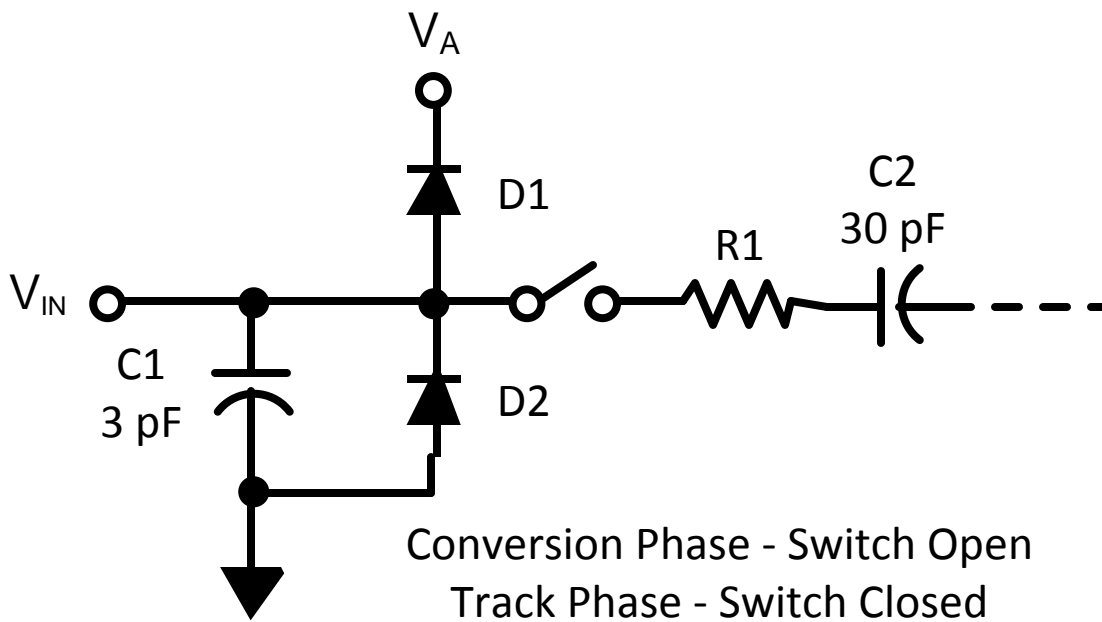 VA
D1
C2
30 pF
R1
VIN
C1
3 pF
D2
Conversion Phase - Switch Open
Track Phase - Switch Closed